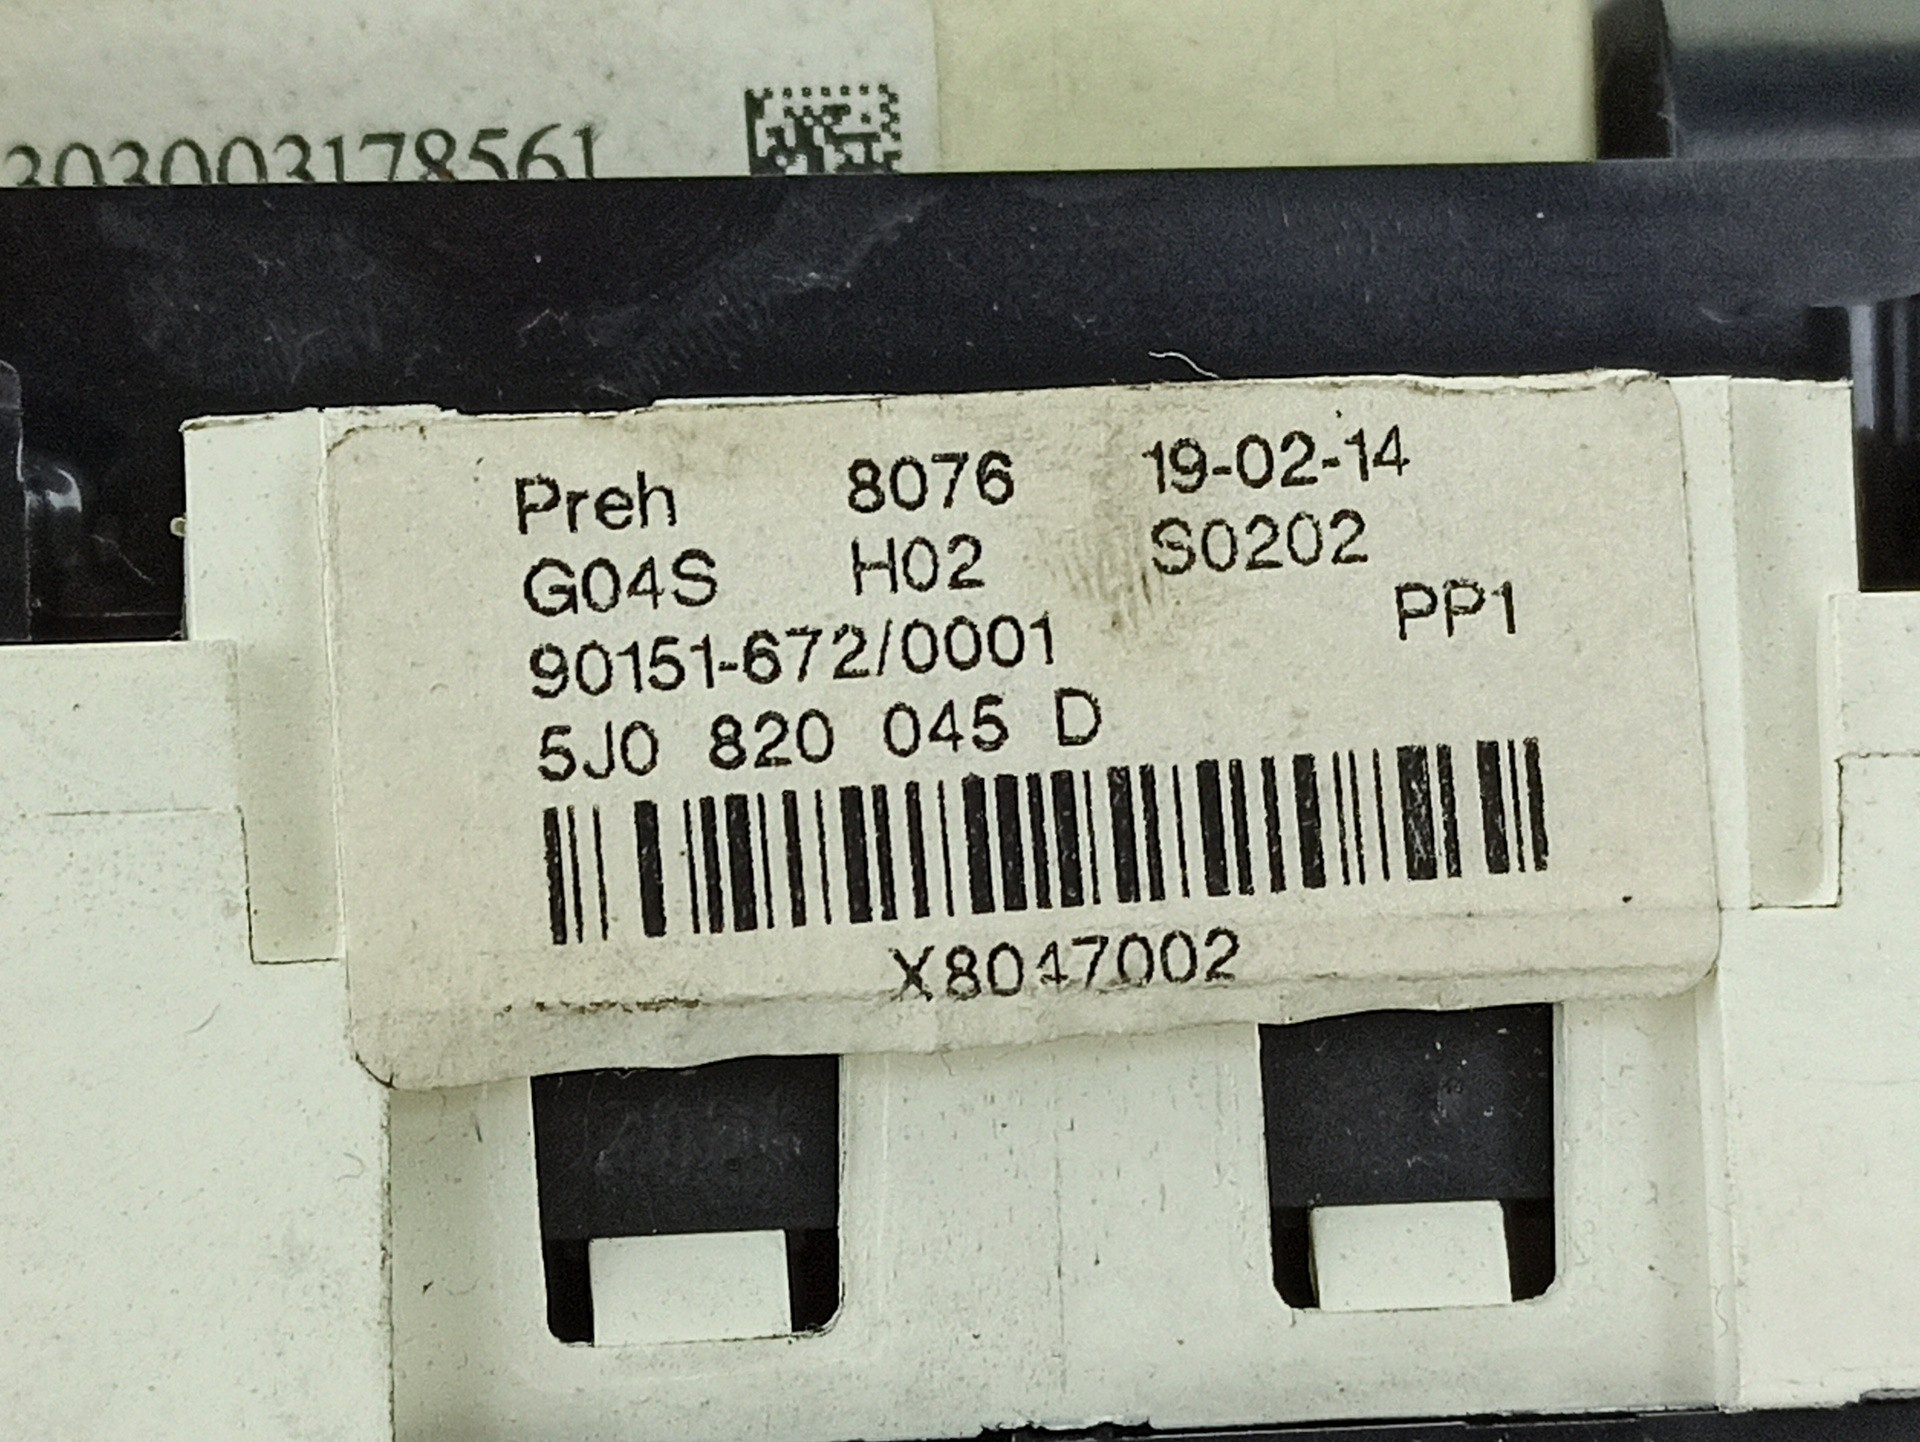 303003178561
Preh 8076 19-02-14
G04S H02 S0202
90151-672/0001 PP1
5J0 820 045 D
X8047002